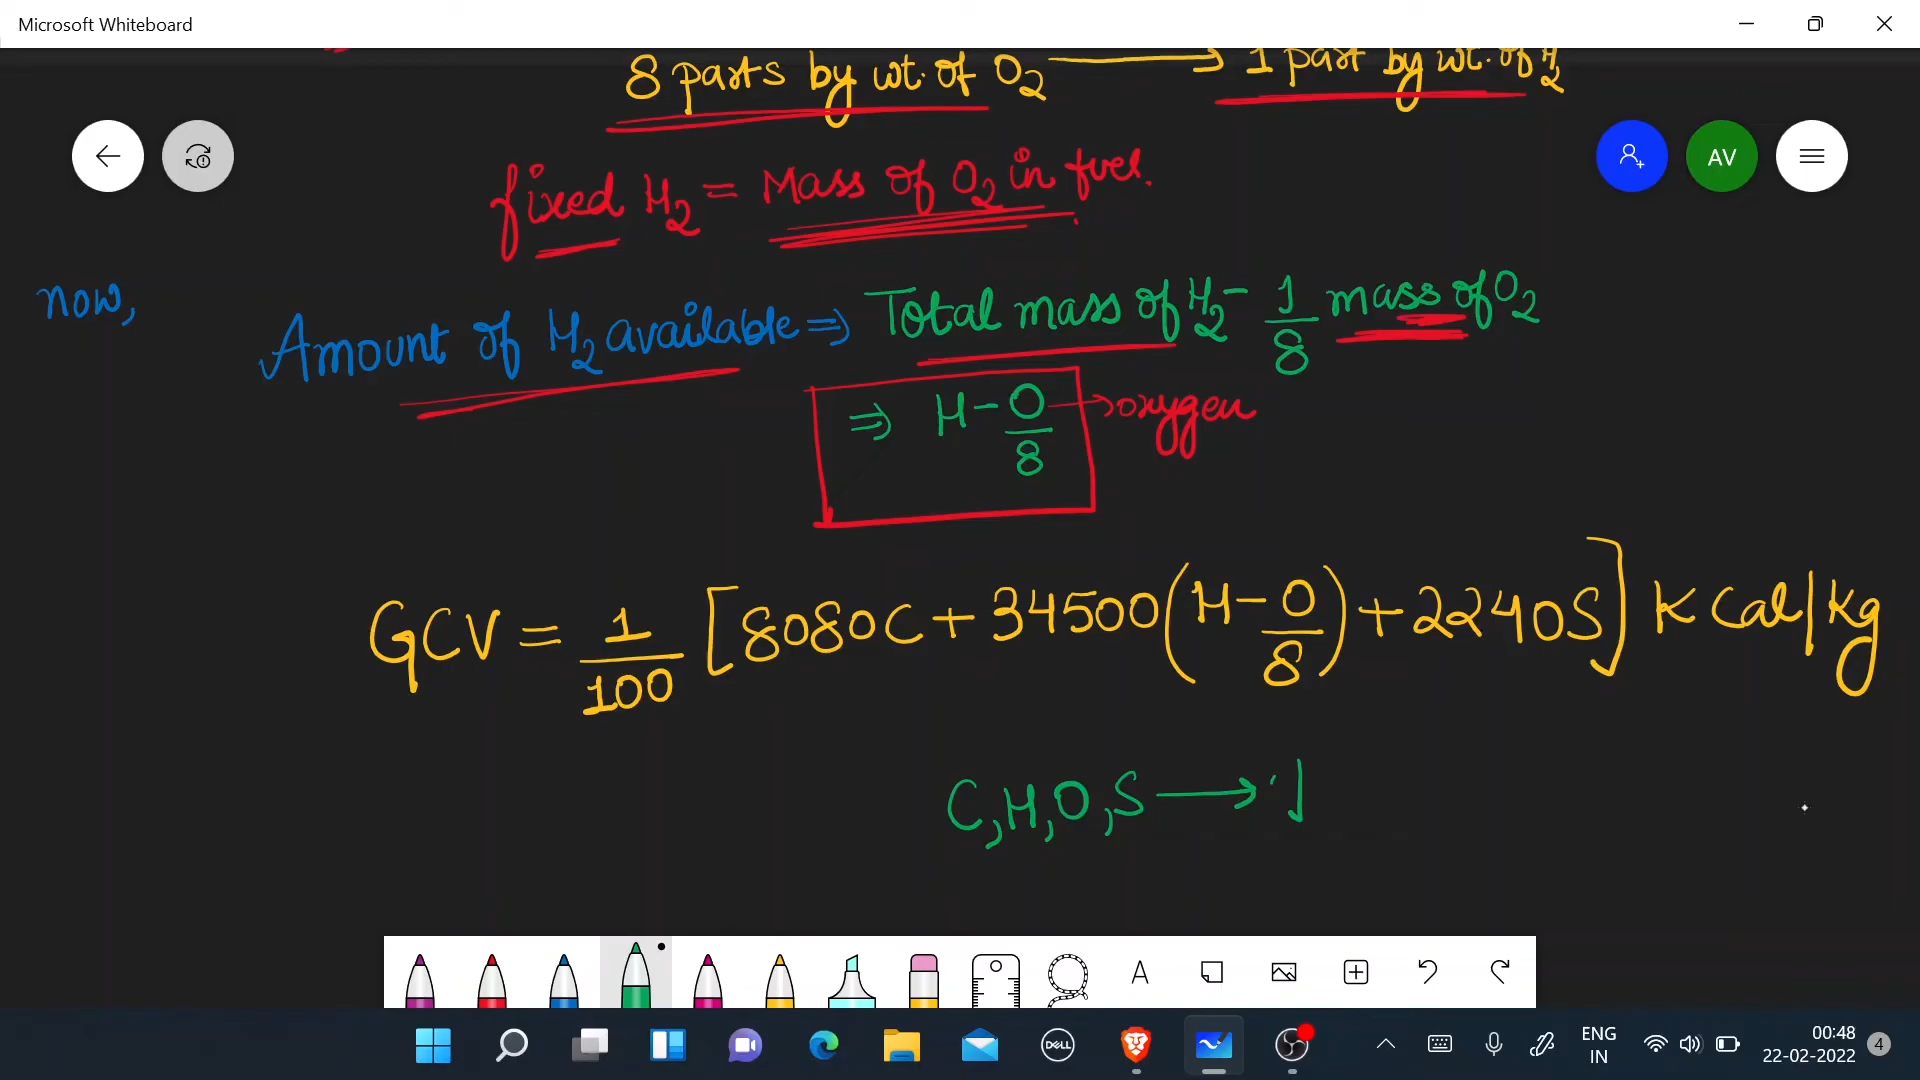 Microsoft Whiteboard
8 parts by wt. of O₂ → 1 part by wt. of H₂
fixed H₂ = Mass of O₂ in fuel.
AV
now,
Amount of H₂ available ⇒ Total mass of H₂ - 1/8 mass of O₂
⇒ H - O/8 → oxygen
GCV = 1/100 [8080C + 34500 (H - O/8) + 2240S] KCal/kg
C, H, O, S →
A
DELL
ENG
IN
00:48
22-02-2022
4